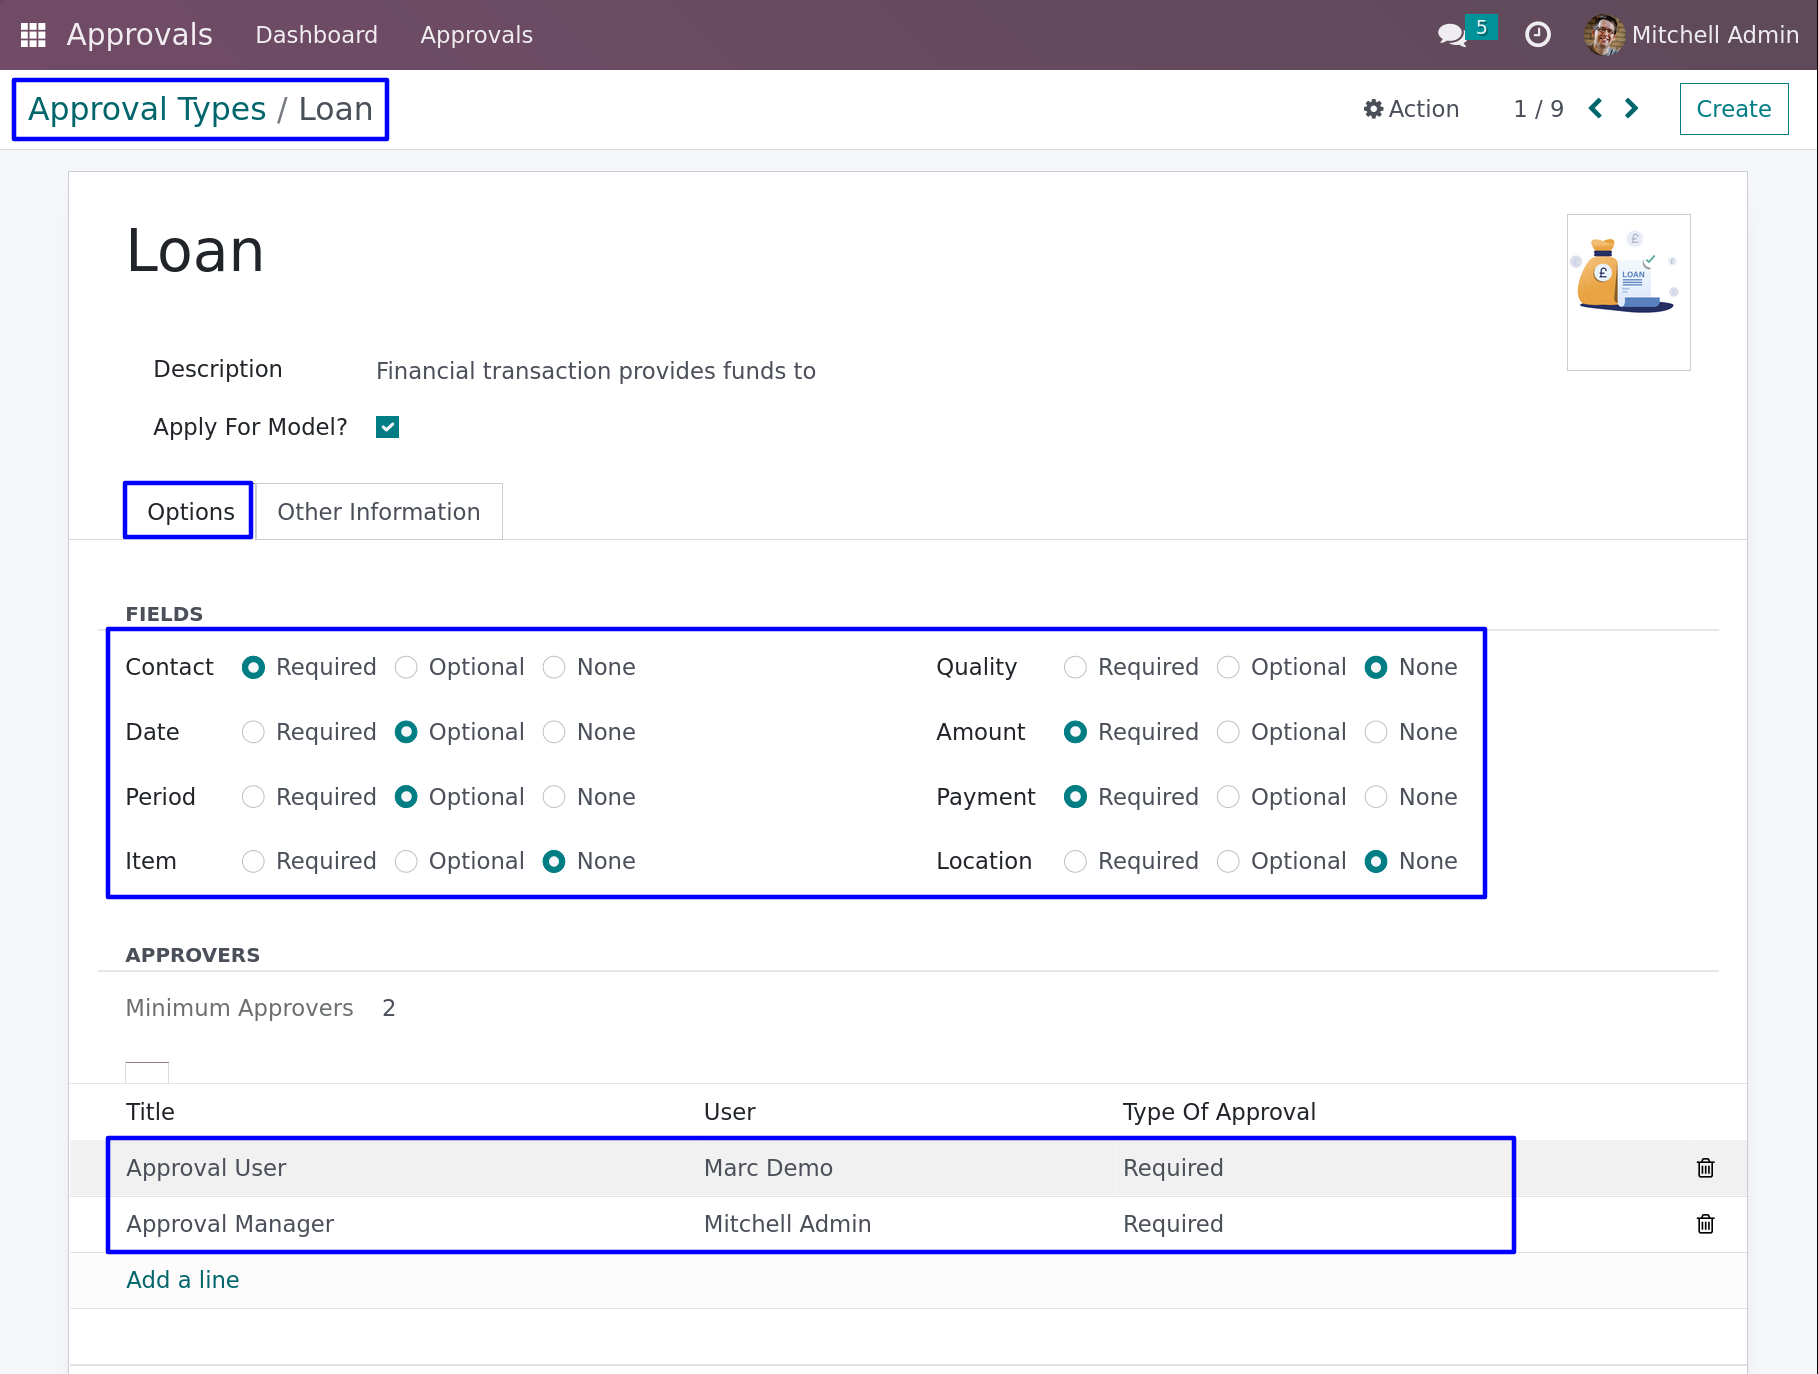 Approvals Dashboard Approvals 5 Mitchell Admin
Approval Types / Loan Action 1 / 9 Create
Loan
LOAN
Description Financial transaction provides funds to
Apply For Model?
Options Other Information
FIELDS
Contact Required Optional None Quality Required Optional None
Date Required Optional None Amount Required Optional None
Period Required Optional None Payment Required Optional None
Item Required Optional None Location Required Optional None
APPROVERS
Minimum Approvers 2
Title User Type Of Approval
Approval User Marc Demo Required
Approval Manager Mitchell Admin Required
Add a line